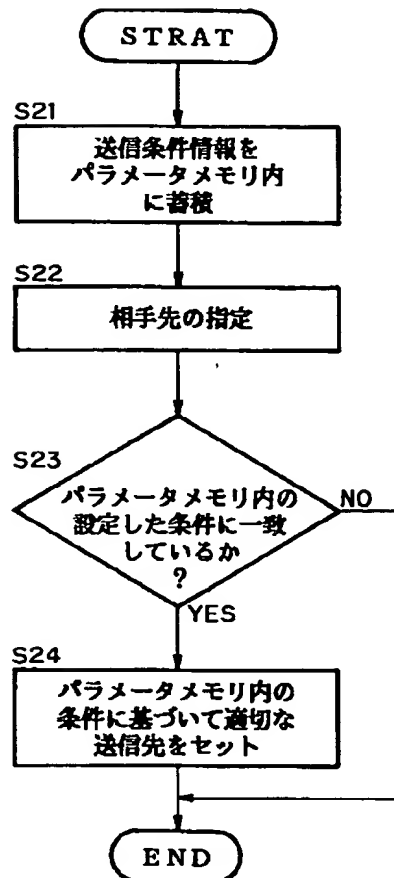 STRAT
S21
送信条件情報を
パラメータメモリ内
に蓄積
S22
相手先の指定
S23
パラメータメモリ内の
設定した条件に一致
しているか
?
NO
YES
S24
パラメータメモリ内の
条件に基づいて適切な
送信先をセット
END